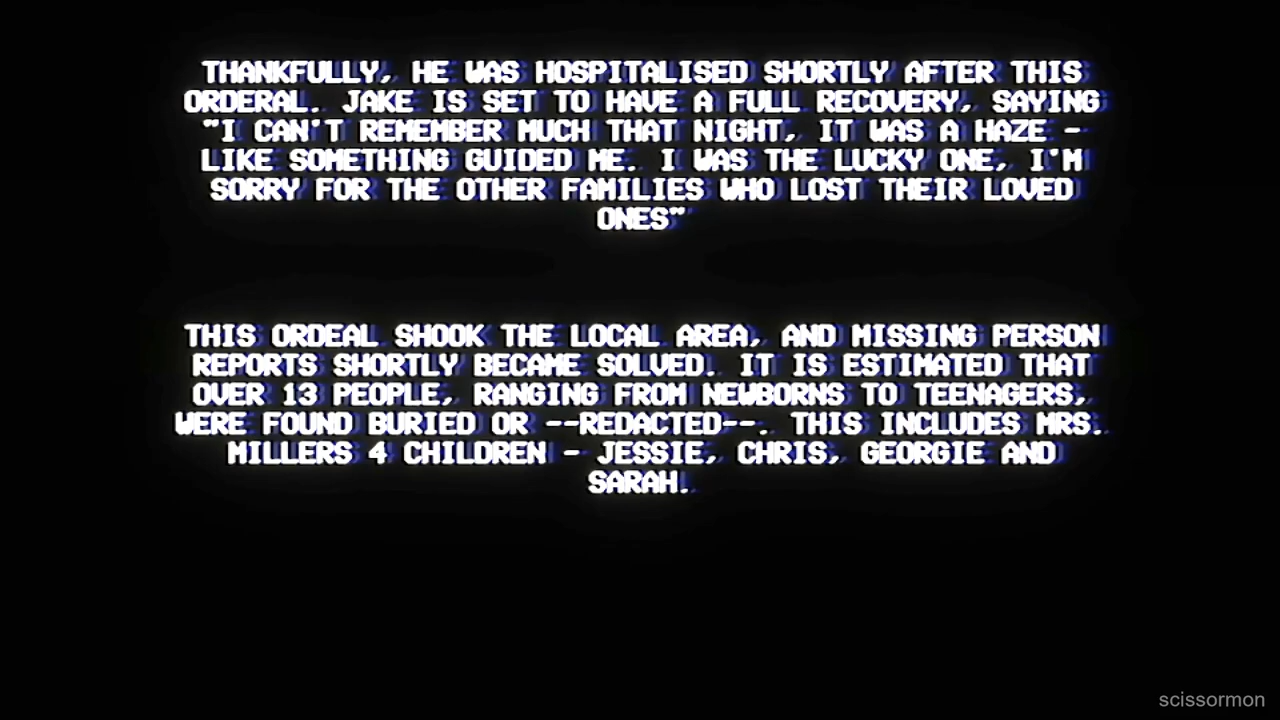 THANKFULLY, HE WAS HOSPITALISED SHORTLY AFTER THIS
ORDERAL. JAKE IS SET TO HAVE A FULL RECOVERY, SAYING
"I CAN'T REMEMBER MUCH THAT NIGHT, IT WAS A HAZE -
LIKE SOMETHING GUIDED ME. I WAS THE LUCKY ONE, I'M
SORRY FOR THE OTHER FAMILIES WHO LOST THEIR LOVED
ONES"
THIS ORDEAL SHOOK THE LOCAL AREA, AND MISSING PERSON
REPORTS SHORTLY BECAME SOLVED. IT IS ESTIMATED THAT
OVER 13 PEOPLE, RANGING FROM NEWBORNS TO TEENAGERS,
WERE FOUND BURIED OR --REDACTED--. THIS INCLUDES MRS.
MILLERS 4 CHILDREN - JESSIE, CHRIS, GEORGIE AND
SARAH.
scissormon